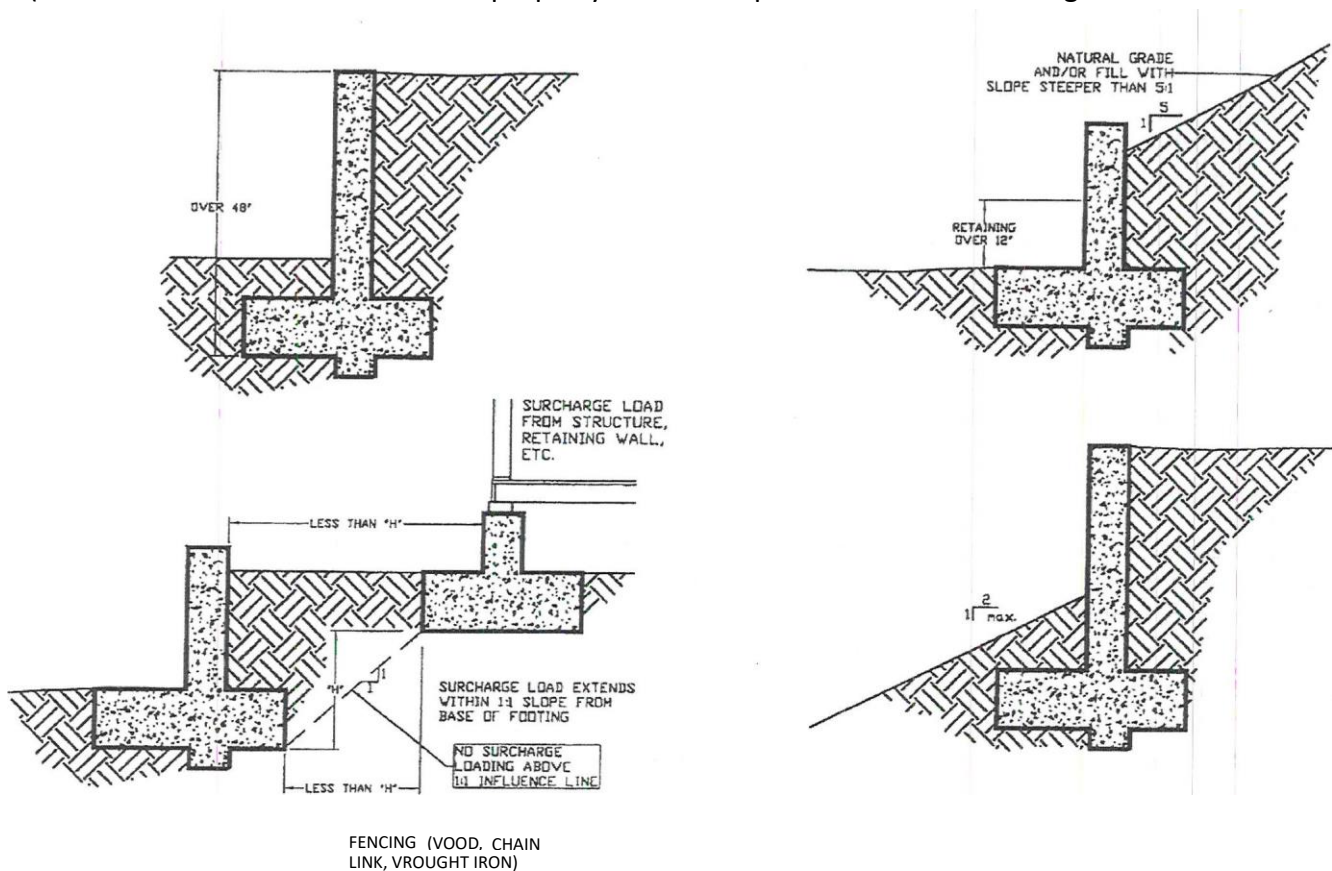 OVER 48"
NATURAL GRADE
AND/OR FILL WITH
SLOPE STEEPER THAN 5:1
5
1
RETAINING
OVER 12"
SURCHARGE LOAD
FROM STRUCTURE,
RETAINING WALL,
ETC.
LESS THAN "H"
"H"
1
1
SURCHARGE LOAD EXTENDS
WITHIN 1:1 SLOPE FROM
BASE OF FOOTING
NO SURCHARGE
LOADING ABOVE
1:1 INFLUENCE LINE
LESS THAN "H"
2
1 max.
FENCING (VOOD, CHAIN
LINK, VROUGHT IRON)